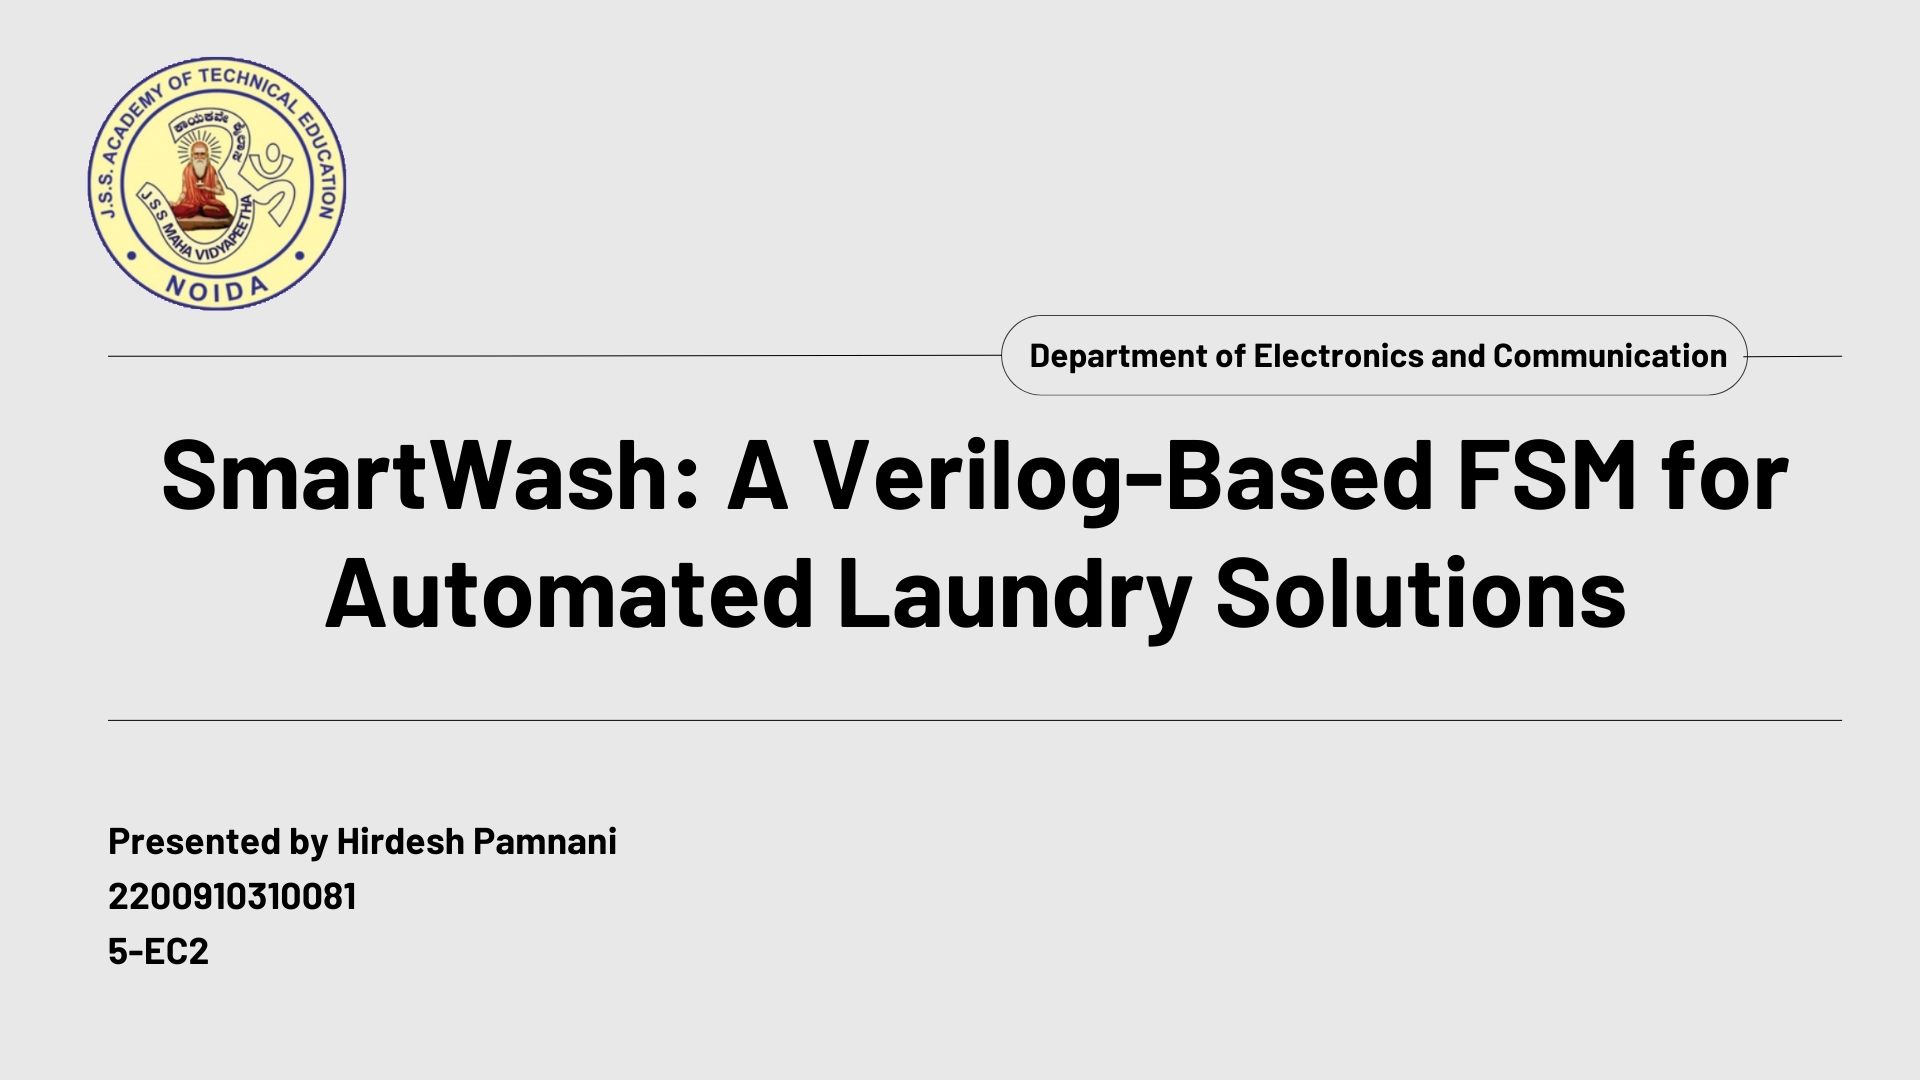 J.S.S. ACADEMY OF TECHNICAL EDUCATION
ಕಾಯಕವೇ ಕೈಲಾಸ
J S S MAHA VIDYAPEETHA
NOIDA
Department of Electronics and Communication
SmartWash: A Verilog-Based FSM for
Automated Laundry Solutions
Presented by Hirdesh Pamnani
2200910310081
5-EC2